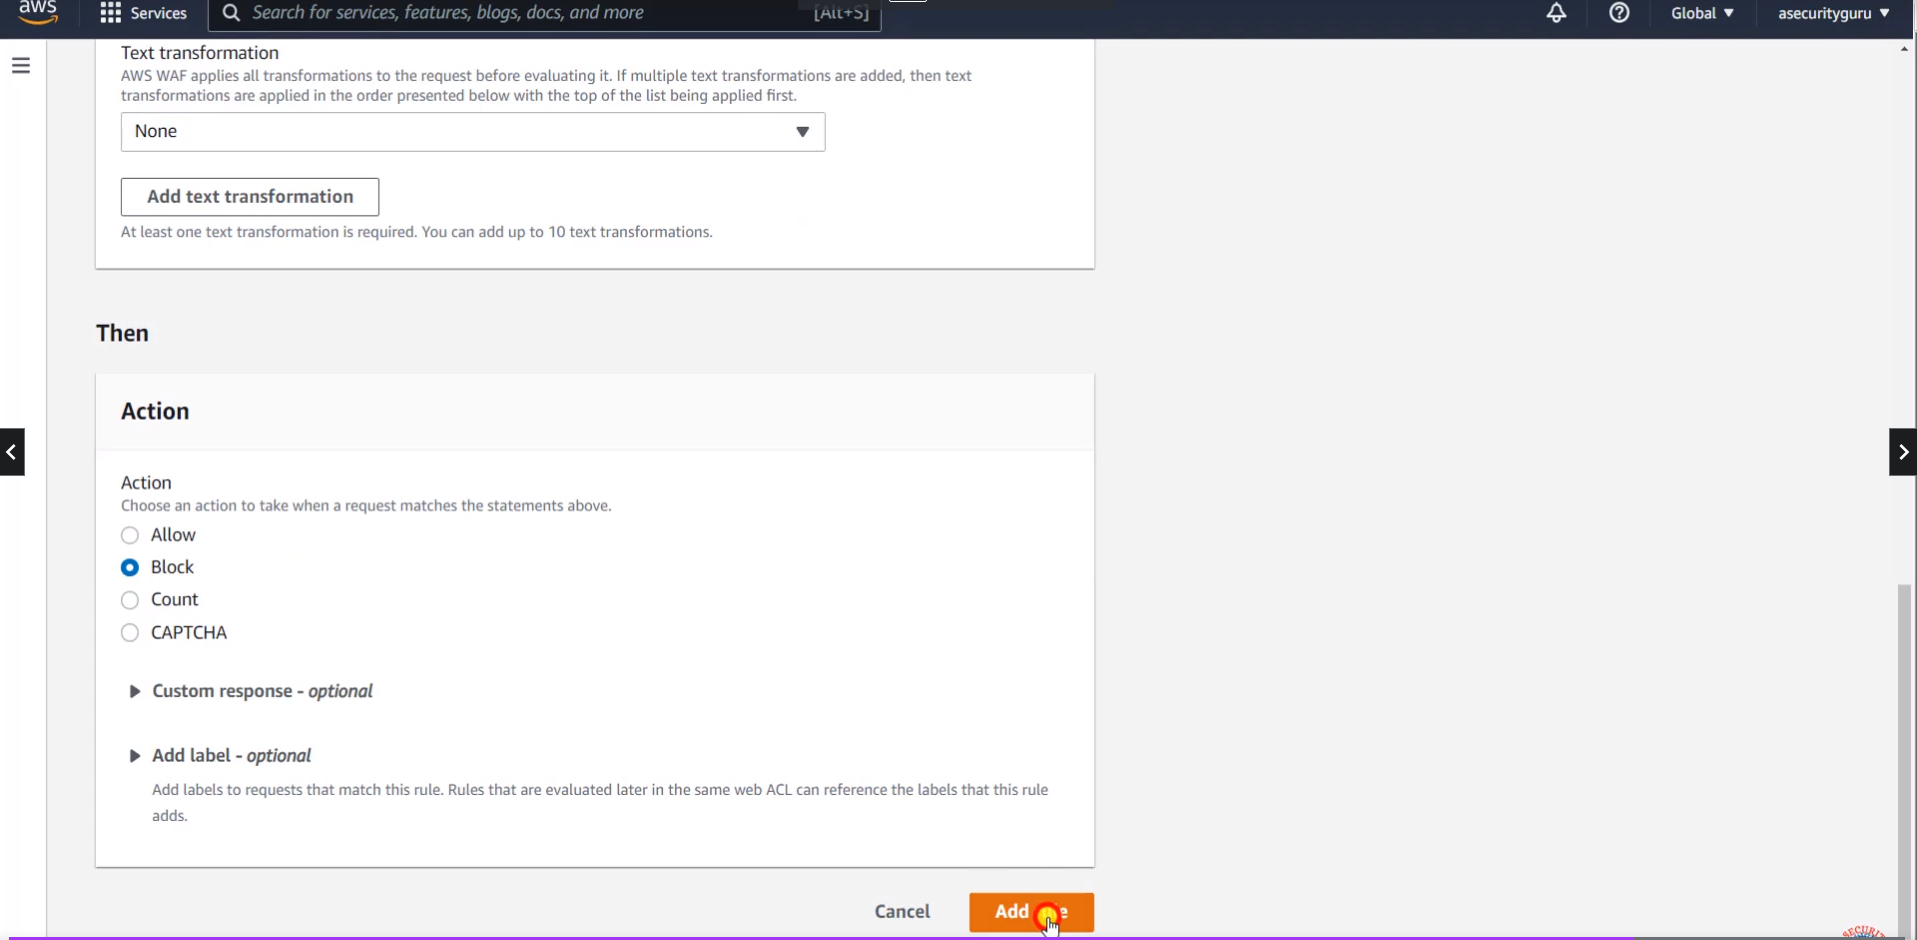 aws
Services
Search for services, features, blogs, docs, and more
[Alt+S]
Global
asecurityguru
Text transformation
AWS WAF applies all transformations to the request before evaluating it. If multiple text transformations are added, then text
transformations are applied in the order presented below with the top of the list being applied first.
None
Add text transformation
At least one text transformation is required. You can add up to 10 text transformations.
Then
Action
Action
Choose an action to take when a request matches the statements above.
Allow
Block
Count
CAPTCHA
Custom response - optional
Add label - optional
Add labels to requests that match this rule. Rules that are evaluated later in the same web ACL can reference the labels that this rule
adds.
Cancel
Add